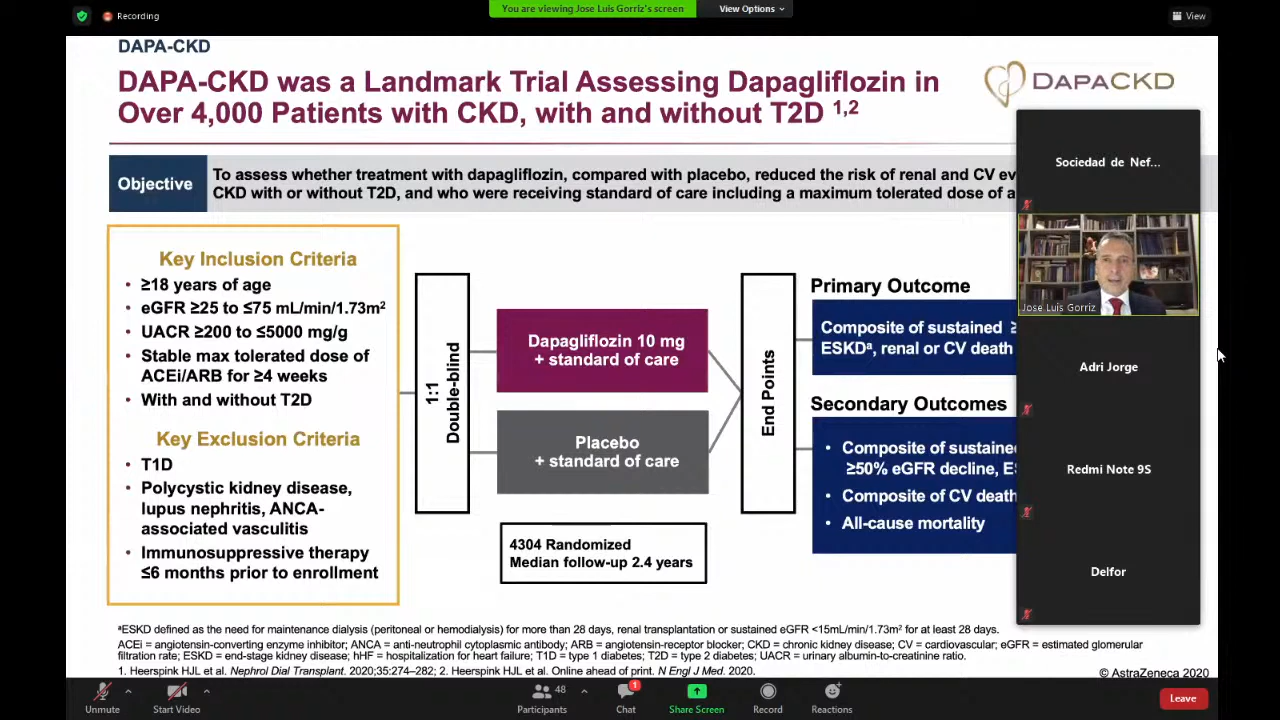 Recording
You are viewing Jose Luis Gorriz's screen
View Options
View
DAPA-CKD
DAPA-CKD was a Landmark Trial Assessing Dapagliflozin in
Over 4,000 Patients with CKD, with and without T2D 1,2
DAPACKD
Objective
To assess whether treatment with dapagliflozin, compared with placebo, reduced the risk of renal and CV ev
CKD with or without T2D, and who were receiving standard of care including a maximum tolerated dose of a
Key Inclusion Criteria
• ≥18 years of age
• eGFR ≥25 to ≤75 mL/min/1.73m²
• UACR ≥200 to ≤5000 mg/g
• Stable max tolerated dose of
ACEi/ARB for ≥4 weeks
• With and without T2D
Key Exclusion Criteria
• T1D
• Polycystic kidney disease,
lupus nephritis, ANCA-
associated vasculitis
• Immunosuppressive therapy
≤6 months prior to enrollment
1:1
Double-blind
Dapagliflozin 10 mg
+ standard of care
Placebo
+ standard of care
4304 Randomized
Median follow-up 2.4 years
End Points
Primary Outcome
Composite of sustained ≥
ESKDᵃ, renal or CV death
Secondary Outcomes
• Composite of sustained
≥50% eGFR decline, ES
• Composite of CV death
• All-cause mortality
Sociedad de Nef...
Jose Luis Gorriz
Adri Jorge
Redmi Note 9S
Delfor
ᵃESKD defined as the need for maintenance dialysis (peritoneal or hemodialysis) for more than 28 days, renal transplantation or sustained eGFR <15mL/min/1.73m² for at least 28 days.
ACEi = angiotensin-converting enzyme inhibitor; ANCA = anti-neutrophil cytoplasmic antibody; ARB = angiotensin-receptor blocker; CKD = chronic kidney disease; CV = cardiovascular; eGFR = estimated glomerular
filtration rate; ESKD = end-stage kidney disease; hHF = hospitalization for heart failure; T1D = type 1 diabetes; T2D = type 2 diabetes; UACR = urinary albumin-to-creatinine ratio.
1. Heerspink HJL et al. Nephrol Dial Transplant. 2020;35:274–282; 2. Heerspink HJL et al. Online ahead of print. N Engl J Med. 2020.
© AstraZeneca 2020
Unmute
Start Video
48
Participants
1
Chat
Share Screen
Record
Reactions
Leave